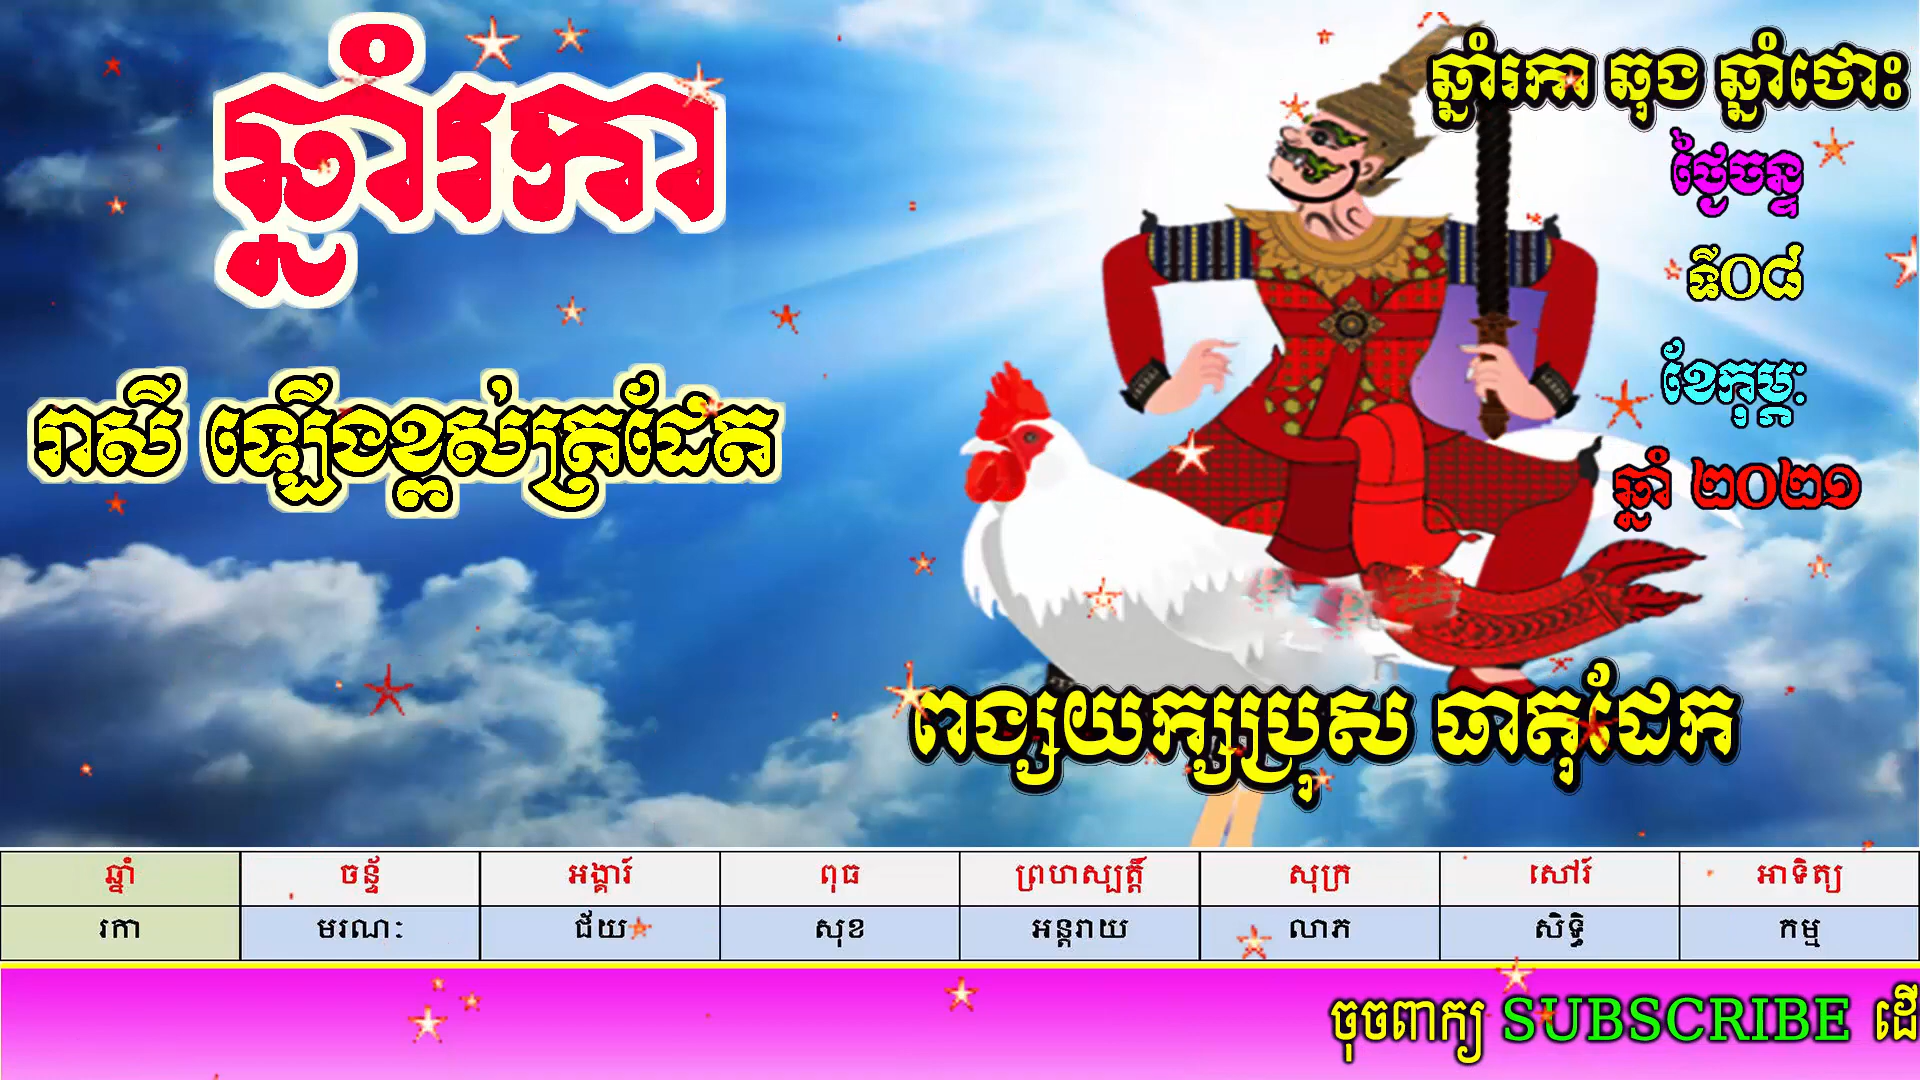 ឆ្នាំរកា
រាសី ឡើងខ្ពស់ត្រដែត
ឆ្នាំរកា ឆុង ឆ្នាំថោះ
ថ្ងៃចន្ទ
ទី០៨
ខែកុម្ភៈ
ឆ្នាំ ២០២១
ពង្សយក្សប្រុស ធាតុដែក
ឆ្នាំ ចន្ទ័ អង្គារ៍ ពុធ ព្រហស្បត្តិ៍ សុក្រ សៅរ៍ អាទិត្យ
រកា មរណៈ ជ័យ សុខ អន្តរាយ លាភ សិទ្ធិ កម្ម
ចុចពាក្យ SUBSCRIBE ដើ